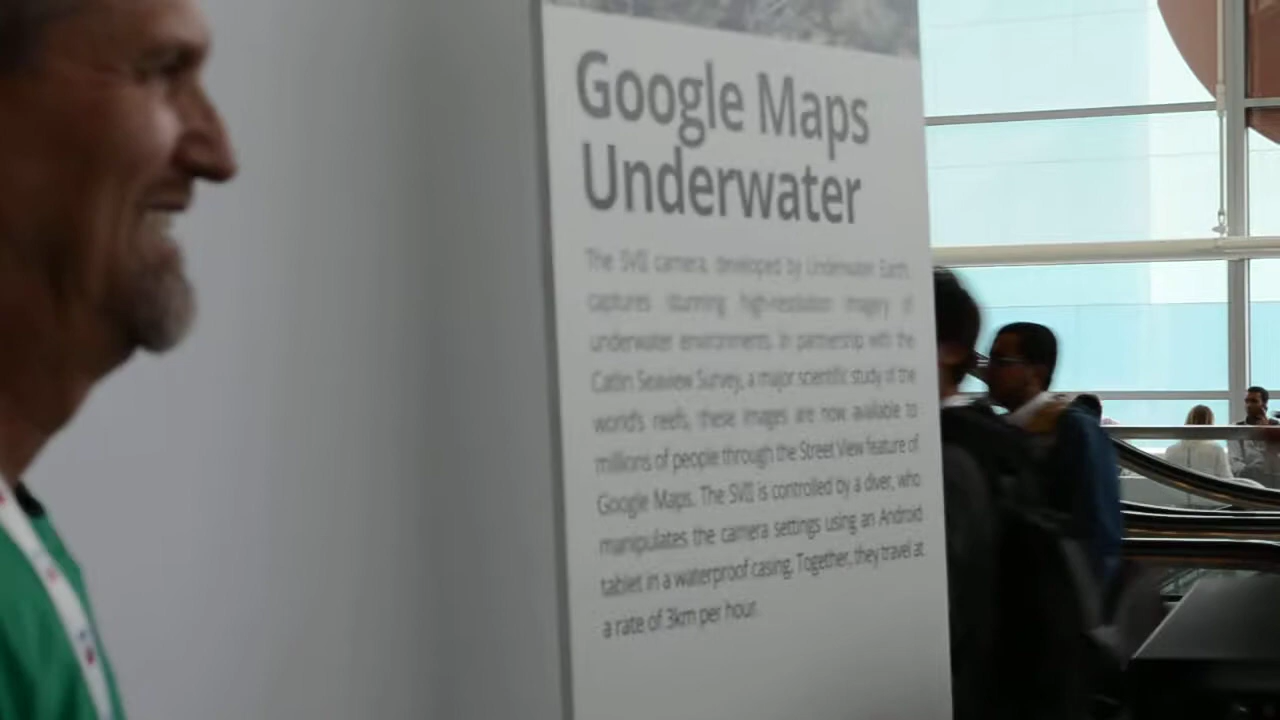 Google Maps
Underwater
The SVII camera, developed by Underwater Earth,
captures stunning high-resolution imagery of
underwater environments. In partnership with the
Catlin Seaview Survey, a major scientific study of the
world's reefs, these images are now available to
millions of people through the Street View feature of
Google Maps. The SVII is controlled by a diver, who
manipulates the camera settings using an Android
tablet in a waterproof casing. Together, they travel at
a rate of 3km per hour.